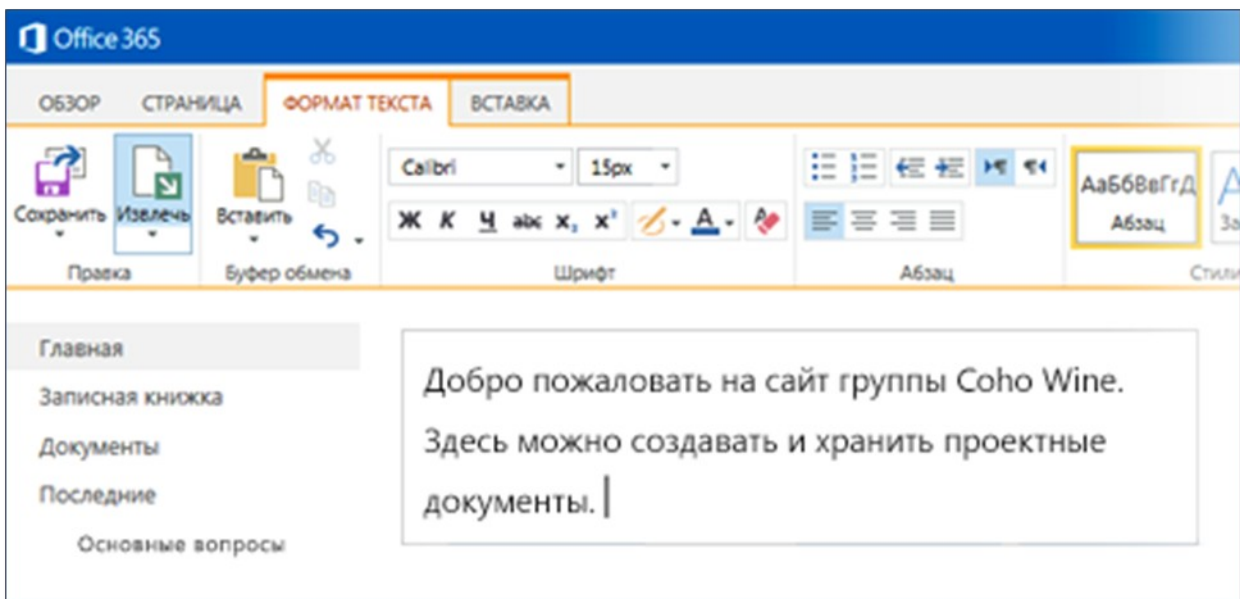 Office 365
ОБЗОР СТРАНИЦА ФОРМАТ ТЕКСТА ВСТАВКА
Calibri 15px
Сохранить Извлечь Вставить
Ж К Ч abc x, x² A
АаБбВвГгД
Абзац
За
Правка Буфер обмена Шрифт Абзац Стили
Главная
Записная книжка
Документы
Последние
Основные вопросы
Добро пожаловать на сайт группы Coho Wine.
Здесь можно создавать и хранить проектные
документы.